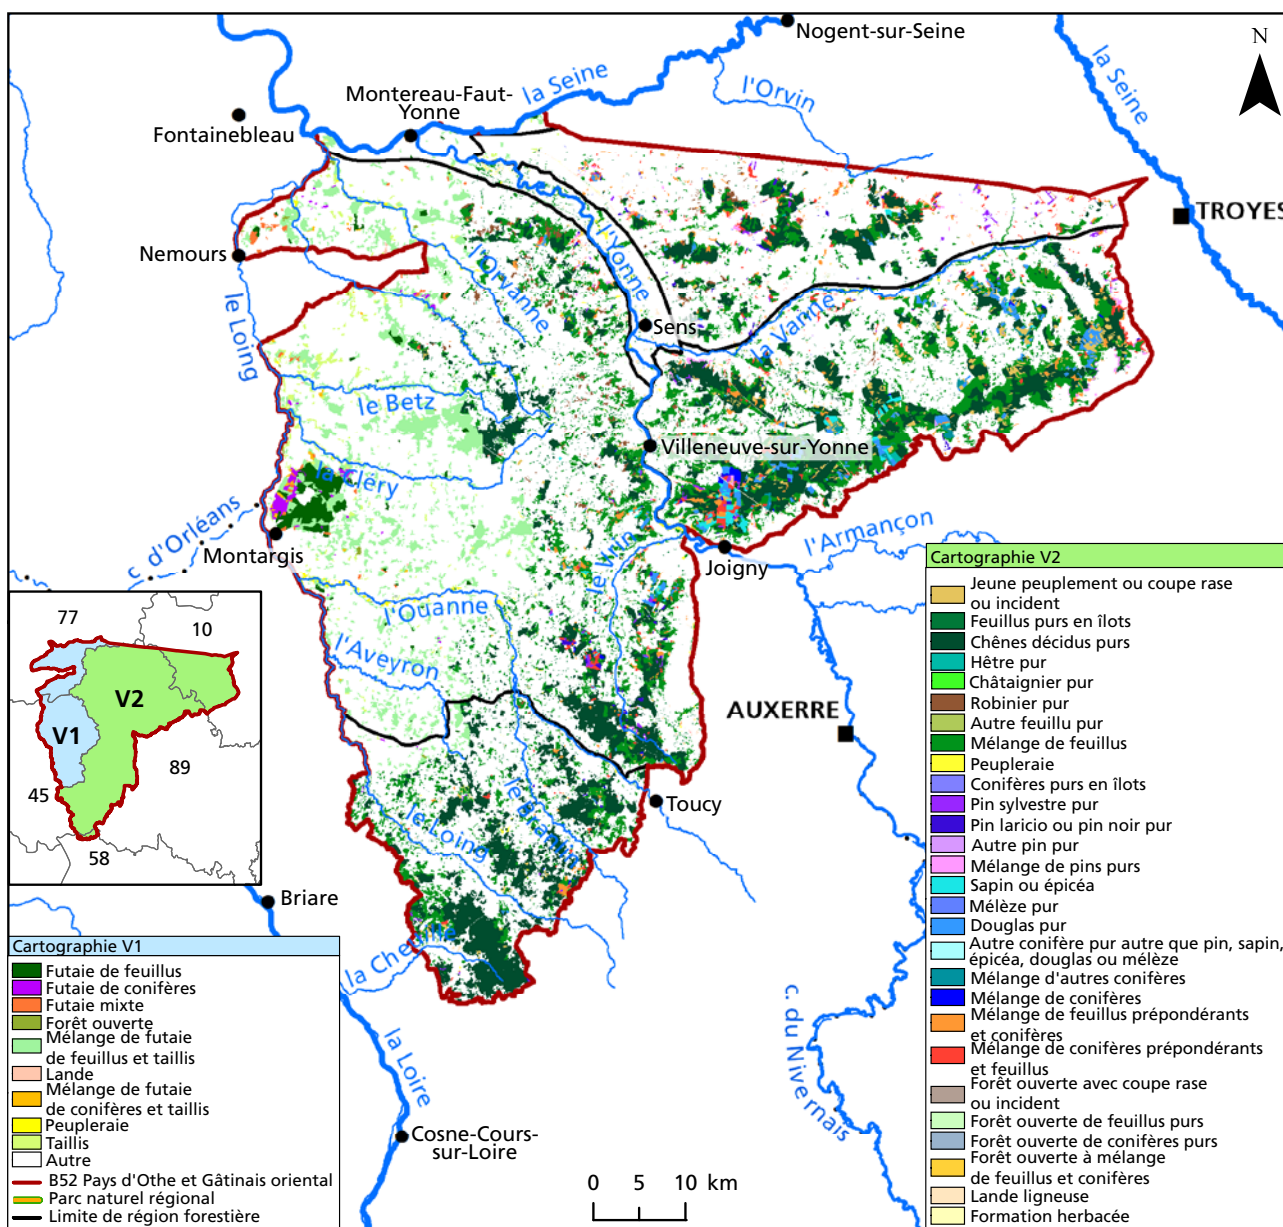 Nogent-sur-Seine
N
la Seine
la Seine
l'Orvin
Montereau-Faut-
Yonne
Fontainebleau
TROYES
Nemours
l'Yonne
l'Orvanne
le Loing
Sens
la Vanne
le Betz
Villeneuve-sur-Yonne
la Cléry
c. d'Orléans
Montargis
l'Armançon
Joigny
le Vrin
l'Ouanne
l'Aveyron
AUXERRE
Toucy
le Branlin
le Loing
Briare
la Cheuille
la Loire
c. du Nivernais
Cosne-Cours-
sur-Loire
0 5 10 km
77
10
V2
V1
89
45
58
Cartographie V1
Futaie de feuillus
Futaie de conifères
Futaie mixte
Forêt ouverte
Mélange de futaie
de feuillus et taillis
Lande
Mélange de futaie
de conifères et taillis
Peupleraie
Taillis
Autre
B52 Pays d'Othe et Gâtinais oriental
Parc naturel régional
Limite de région forestière
Cartographie V2
Jeune peuplement ou coupe rase
ou incident
Feuillus purs en îlots
Chênes décidus purs
Hêtre pur
Châtaignier pur
Robinier pur
Autre feuillu pur
Mélange de feuillus
Peupleraie
Conifères purs en îlots
Pin sylvestre pur
Pin laricio ou pin noir pur
Autre pin pur
Mélange de pins purs
Sapin ou épicéa
Mélèze pur
Douglas pur
Autre conifère pur autre que pin, sapin,
épicéa, douglas ou mélèze
Mélange d'autres conifères
Mélange de conifères
Mélange de feuillus prépondérants
et conifères
Mélange de conifères prépondérants
et feuillus
Forêt ouverte avec coupe rase
ou incident
Forêt ouverte de feuillus purs
Forêt ouverte de conifères purs
Forêt ouverte à mélange
de feuillus et conifères
Lande ligneuse
Formation herbacée